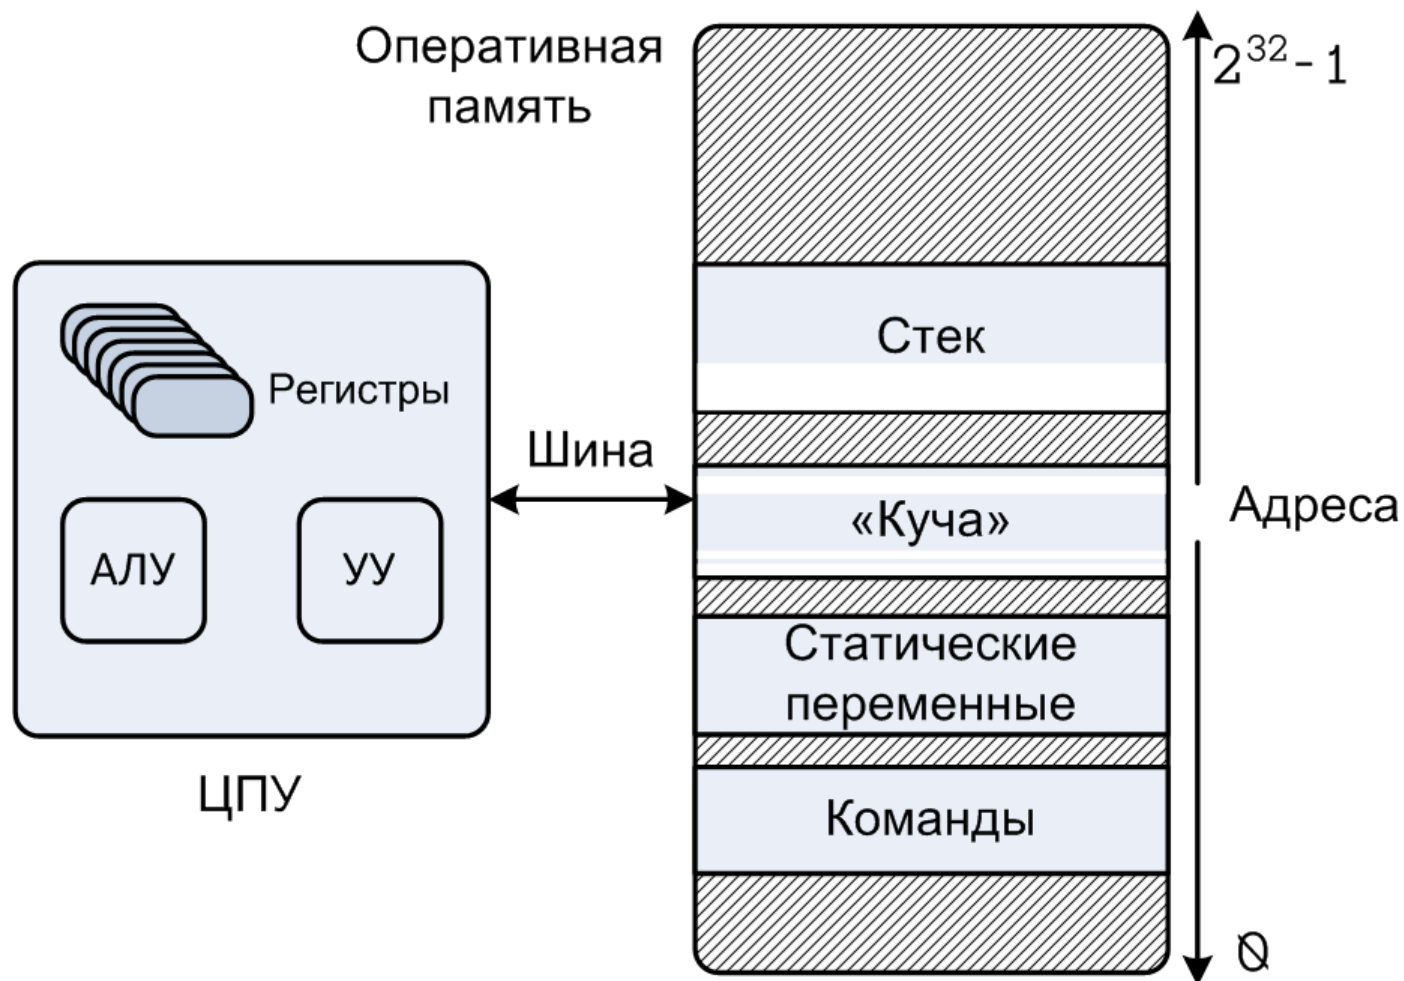 Оперативная
память
2³²-1
Стек
Регистры
Шина
«Куча»
Адреса
АЛУ
УУ
Статические
переменные
ЦПУ
Команды
0